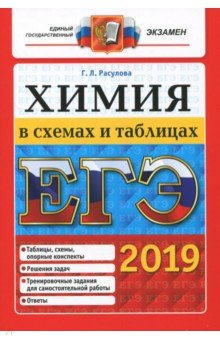 ЕДИНЫЙ
ГОСУДАРСТВЕННЫЙ
ЭКЗАМЕН
Г. Л. Расулова
ХИМИЯ
в схемах и таблицах
ЕГЭ
2019
Таблицы, схемы,
опорные конспекты
Решения задач
Тренировочные задания
для самостоятельной работы
Ответы